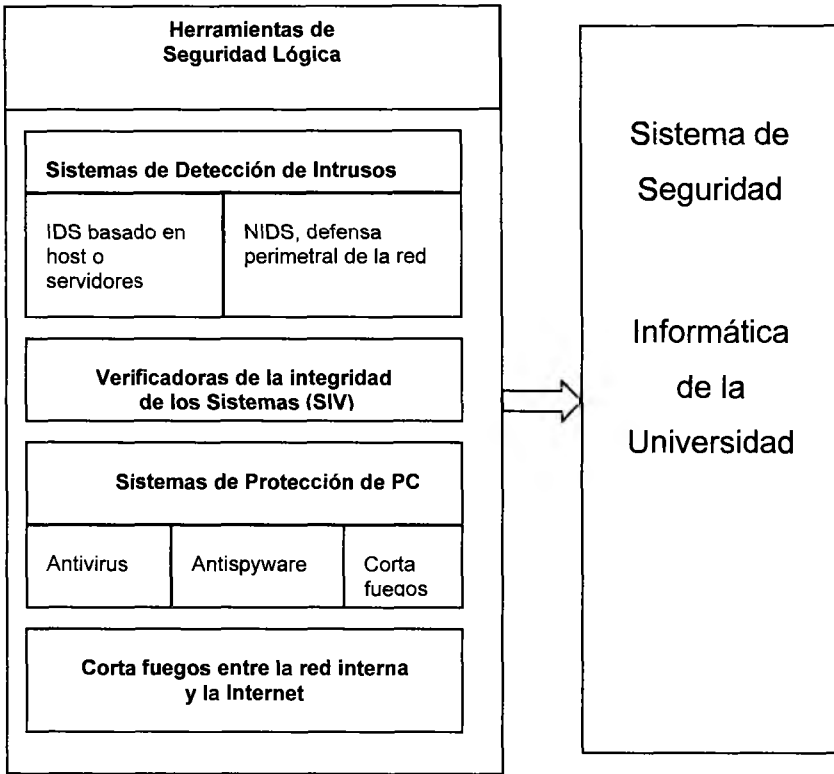 Herramientas de
Seguridad Lógica
Sistemas de Detección de Intrusos
IDS basado en
host o
servidores
NIDS, defensa
perimetral de la red
Verificadoras de la integridad
de los Sistemas (SIV)
Sistemas de Protección de PC
Antivirus
Antispyware
Corta
fuegos
Corta fuegos entre la red interna
y la Internet
Sistema de
Seguridad
Informática
de la
Universidad